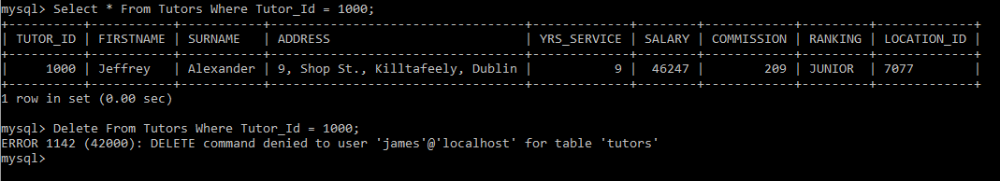 mysql> Select * From Tutors Where Tutor_Id = 1000;
+----------+-----------+-----------+--------------------------------+-------------+--------+------------+---------+-------------+
| TUTOR_ID | FIRSTNAME | SURNAME   | ADDRESS                        | YRS_SERVICE | SALARY | COMMISSION | RANKING | LOCATION_ID |
+----------+-----------+-----------+--------------------------------+-------------+--------+------------+---------+-------------+
|     1000 | Jeffrey   | Alexander | 9, Shop St., Killtafeely, Dublin |           9 |  46247 |        209 | JUNIOR  | 7077        |
+----------+-----------+-----------+--------------------------------+-------------+--------+------------+---------+-------------+
1 row in set (0.00 sec)
mysql> Delete From Tutors Where Tutor_Id = 1000;
ERROR 1142 (42000): DELETE command denied to user 'james'@'localhost' for table 'tutors'
mysql>